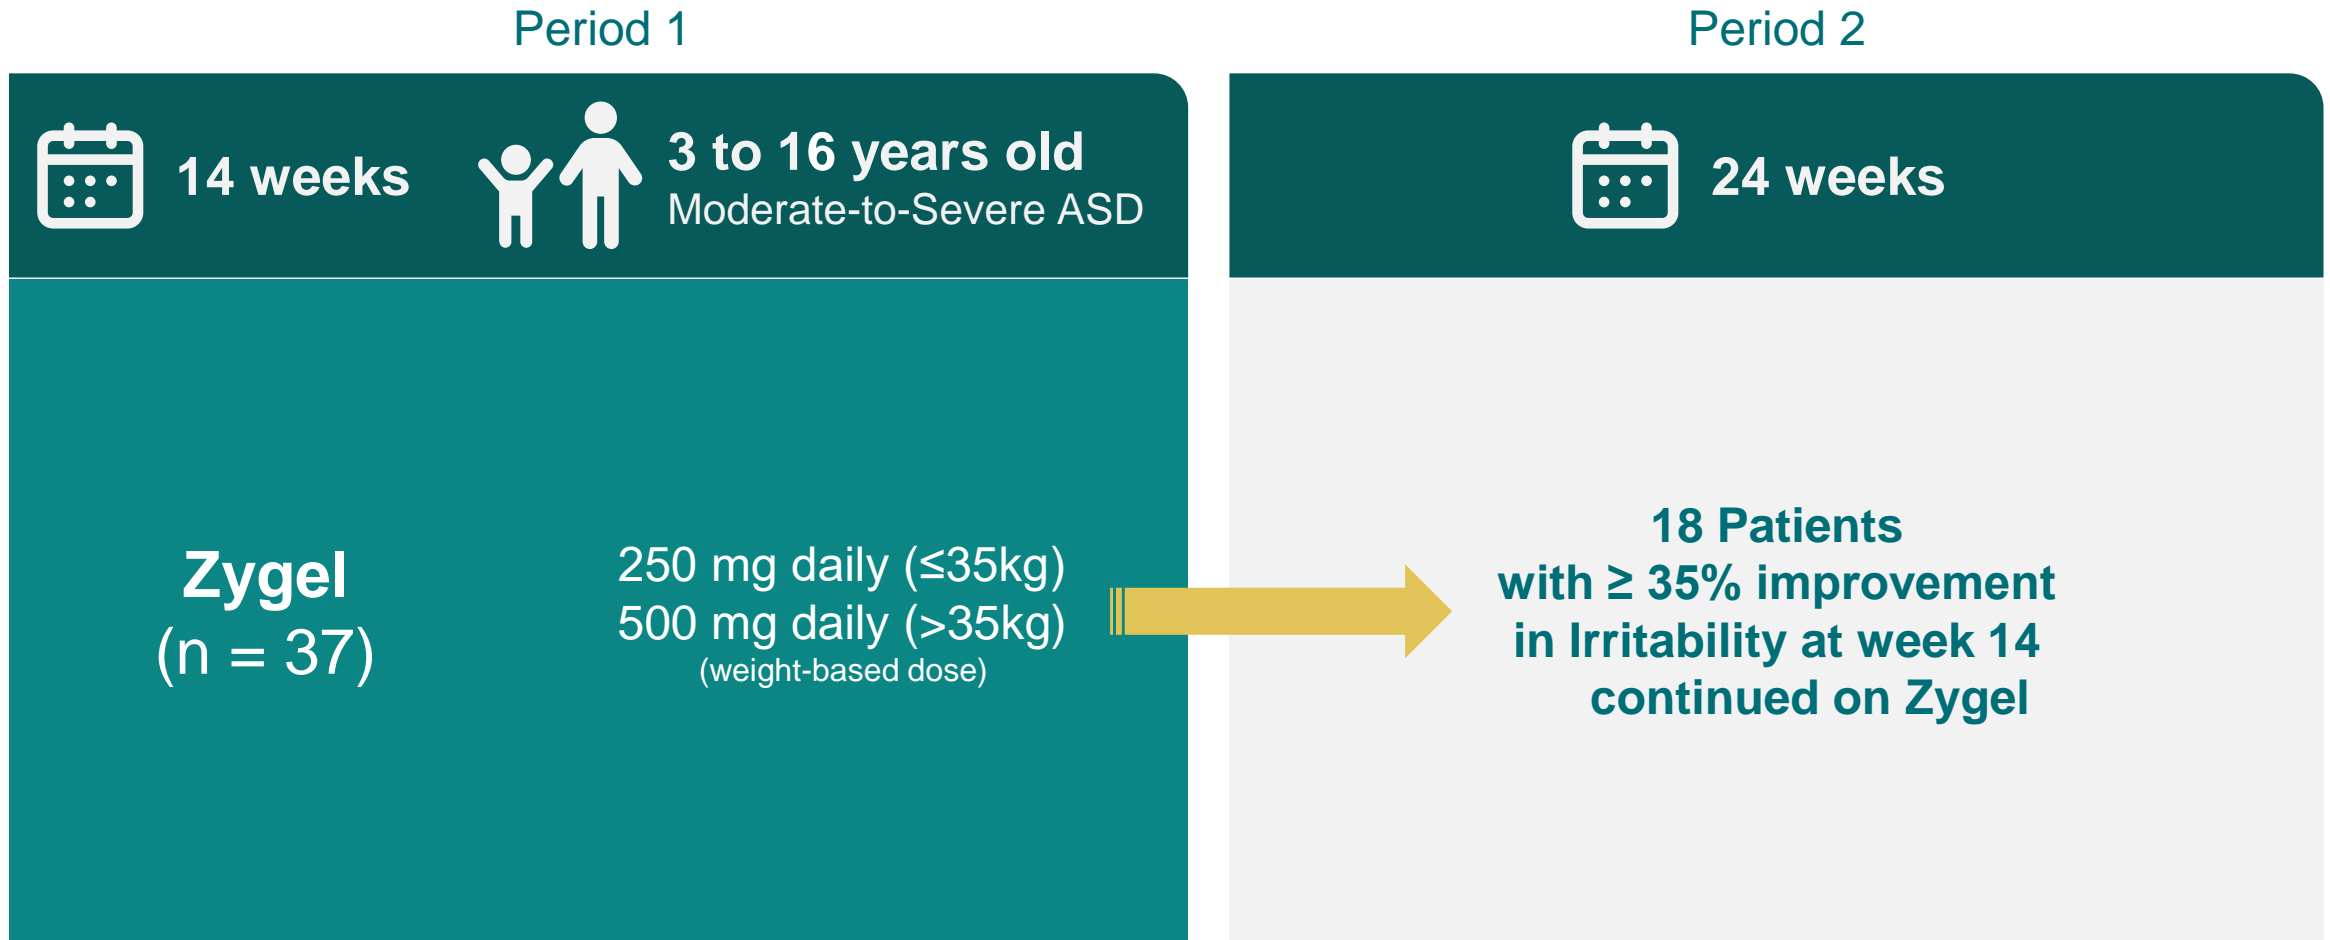 Period 1
14 weeks
3 to 16 years old
Moderate-to-Severe ASD
Zygel
(n = 37)
250 mg daily (≤35kg)
500 mg daily (>35kg)
(weight-based dose)
Period 2
24 weeks
18 Patients
with ≥ 35% improvement
in Irritability at week 14
continued on Zygel